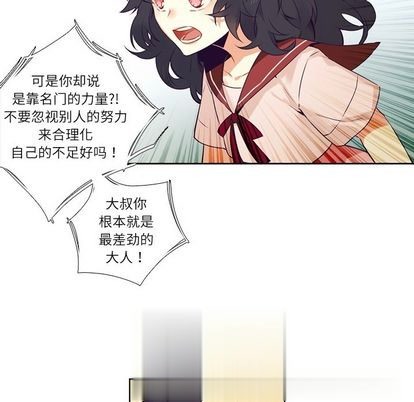 可是你却说
是靠名门的力量?!
不要忽视别人的努力
来合理化
自己的不足好吗！
大叔你
根本就是
最差劲的
大人！